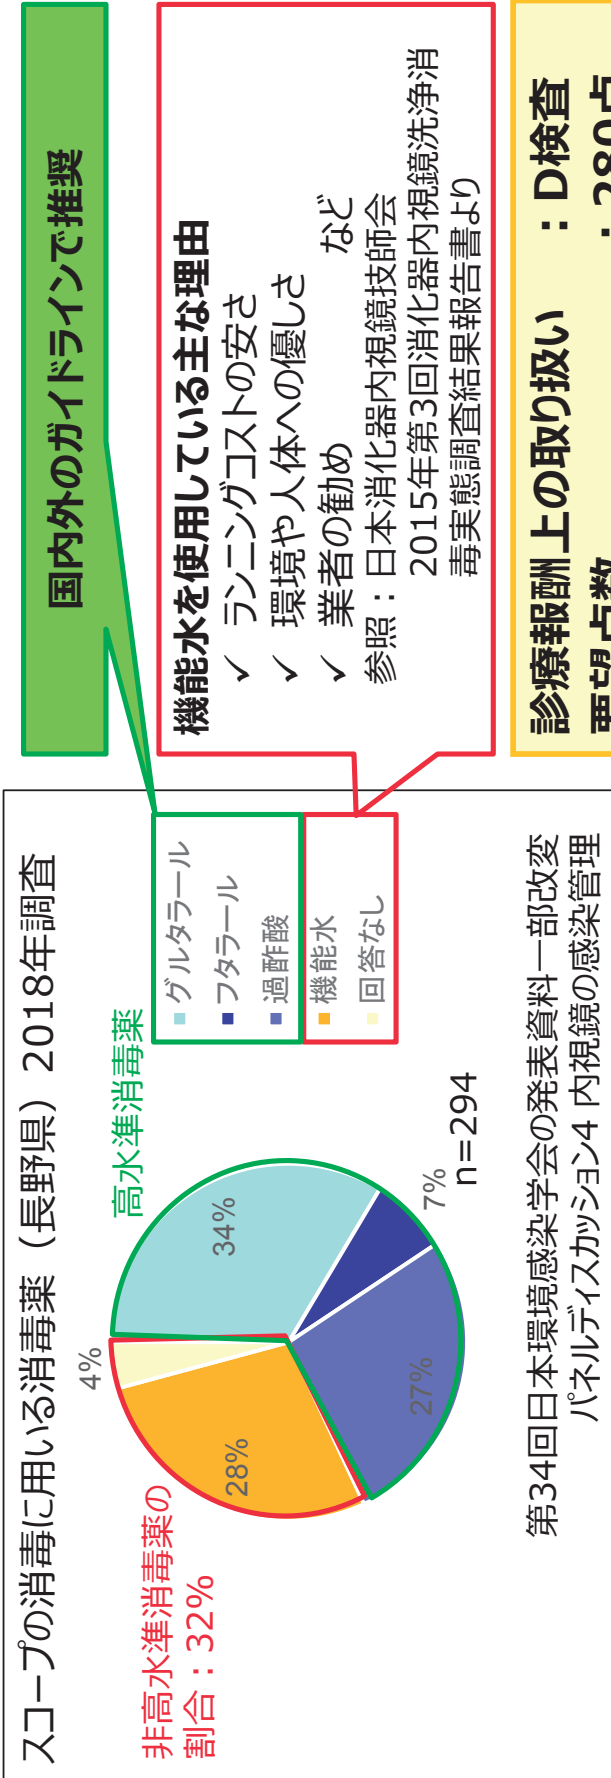 スコープの消毒に用いる消毒薬（長野県）2018年調査
非高水準消毒薬の
割合：32%
高水準消毒薬
4%
34%
28%
27%
7%
n=294
グルタラール
フタラール
過酢酸
機能水
回答なし
第34回日本環境感染学会の発表資料一部改変
パネルディスカッション4 内視鏡の感染管理
国内外のガイドラインで推奨
機能水を使用している主な理由
✓ ランニングコストの安さ
✓ 環境や人体への優しさ
✓ 業者の勧め　　など
参照：日本消化器内視鏡技師会
2015年第3回消化器内視鏡洗浄消
毒実態調査結果報告書より
診療報酬上の取り扱い　：D検査
要望点数　：280点